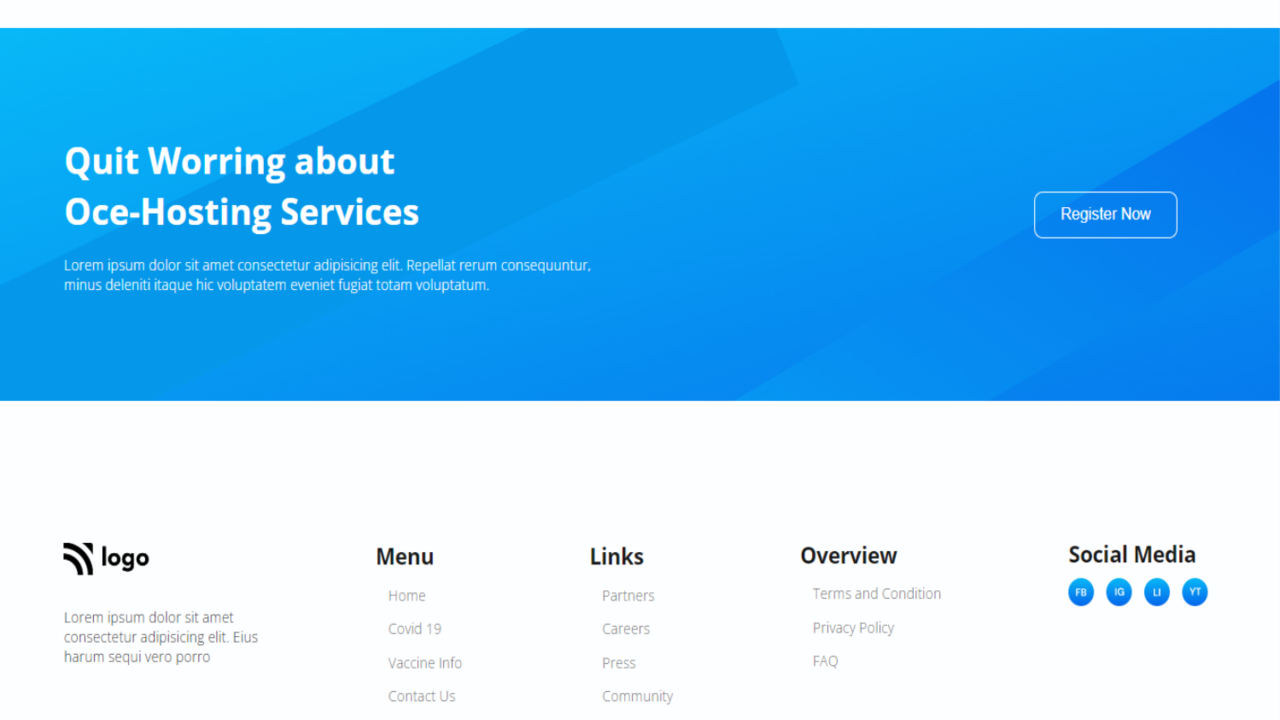 Quit Worring about
Oce-Hosting Services
Lorem ipsum dolor sit amet consectetur adipisicing elit. Repellat rerum consequuntur,
minus deleniti itaque hic voluptatem eveniet fugiat totam voluptatum.
Register Now
logo
Lorem ipsum dolor sit amet
consectetur adipisicing elit. Eius
harum sequi vero porro
Menu
Home
Covid 19
Vaccine Info
Contact Us
Links
Partners
Careers
Press
Community
Overview
Terms and Condition
Privacy Policy
FAQ
Social Media
FB IG LI YT